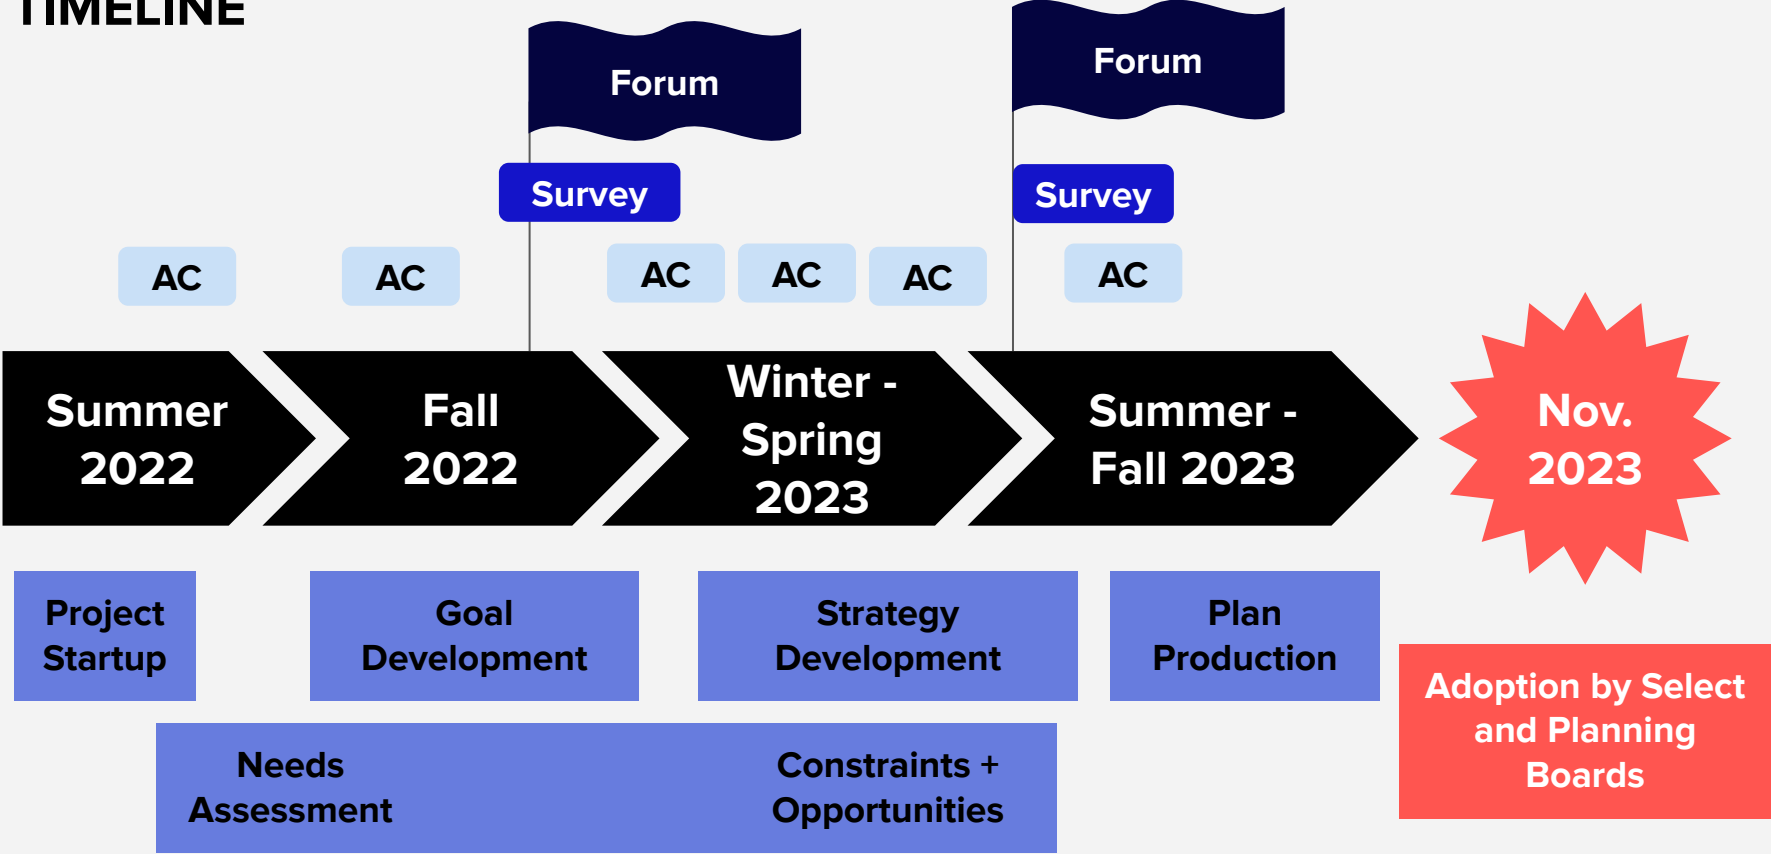 TIMELINE
Forum
Forum
Survey
Survey
AC
AC
AC
AC
AC
AC
Summer
2022
Fall
2022
Winter -
Spring
2023
Summer -
Fall 2023
Nov.
2023
Project
Startup
Goal
Development
Strategy
Development
Plan
Production
Adoption by Select
and Planning
Boards
Needs
Assessment
Constraints +
Opportunities